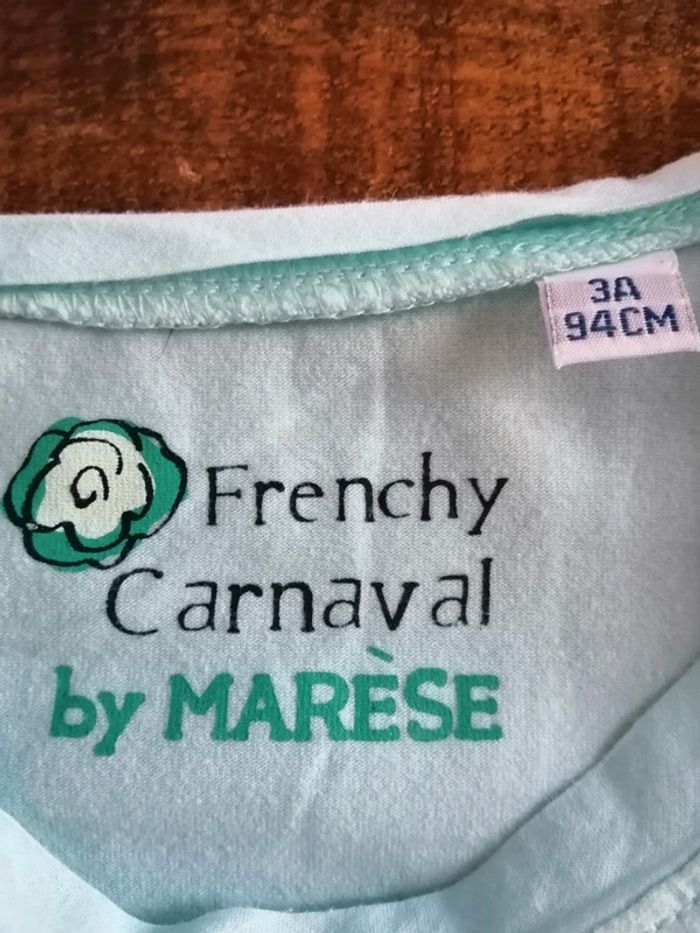 3A
94CM
Frenchy
Carnaval
by MARÈSE